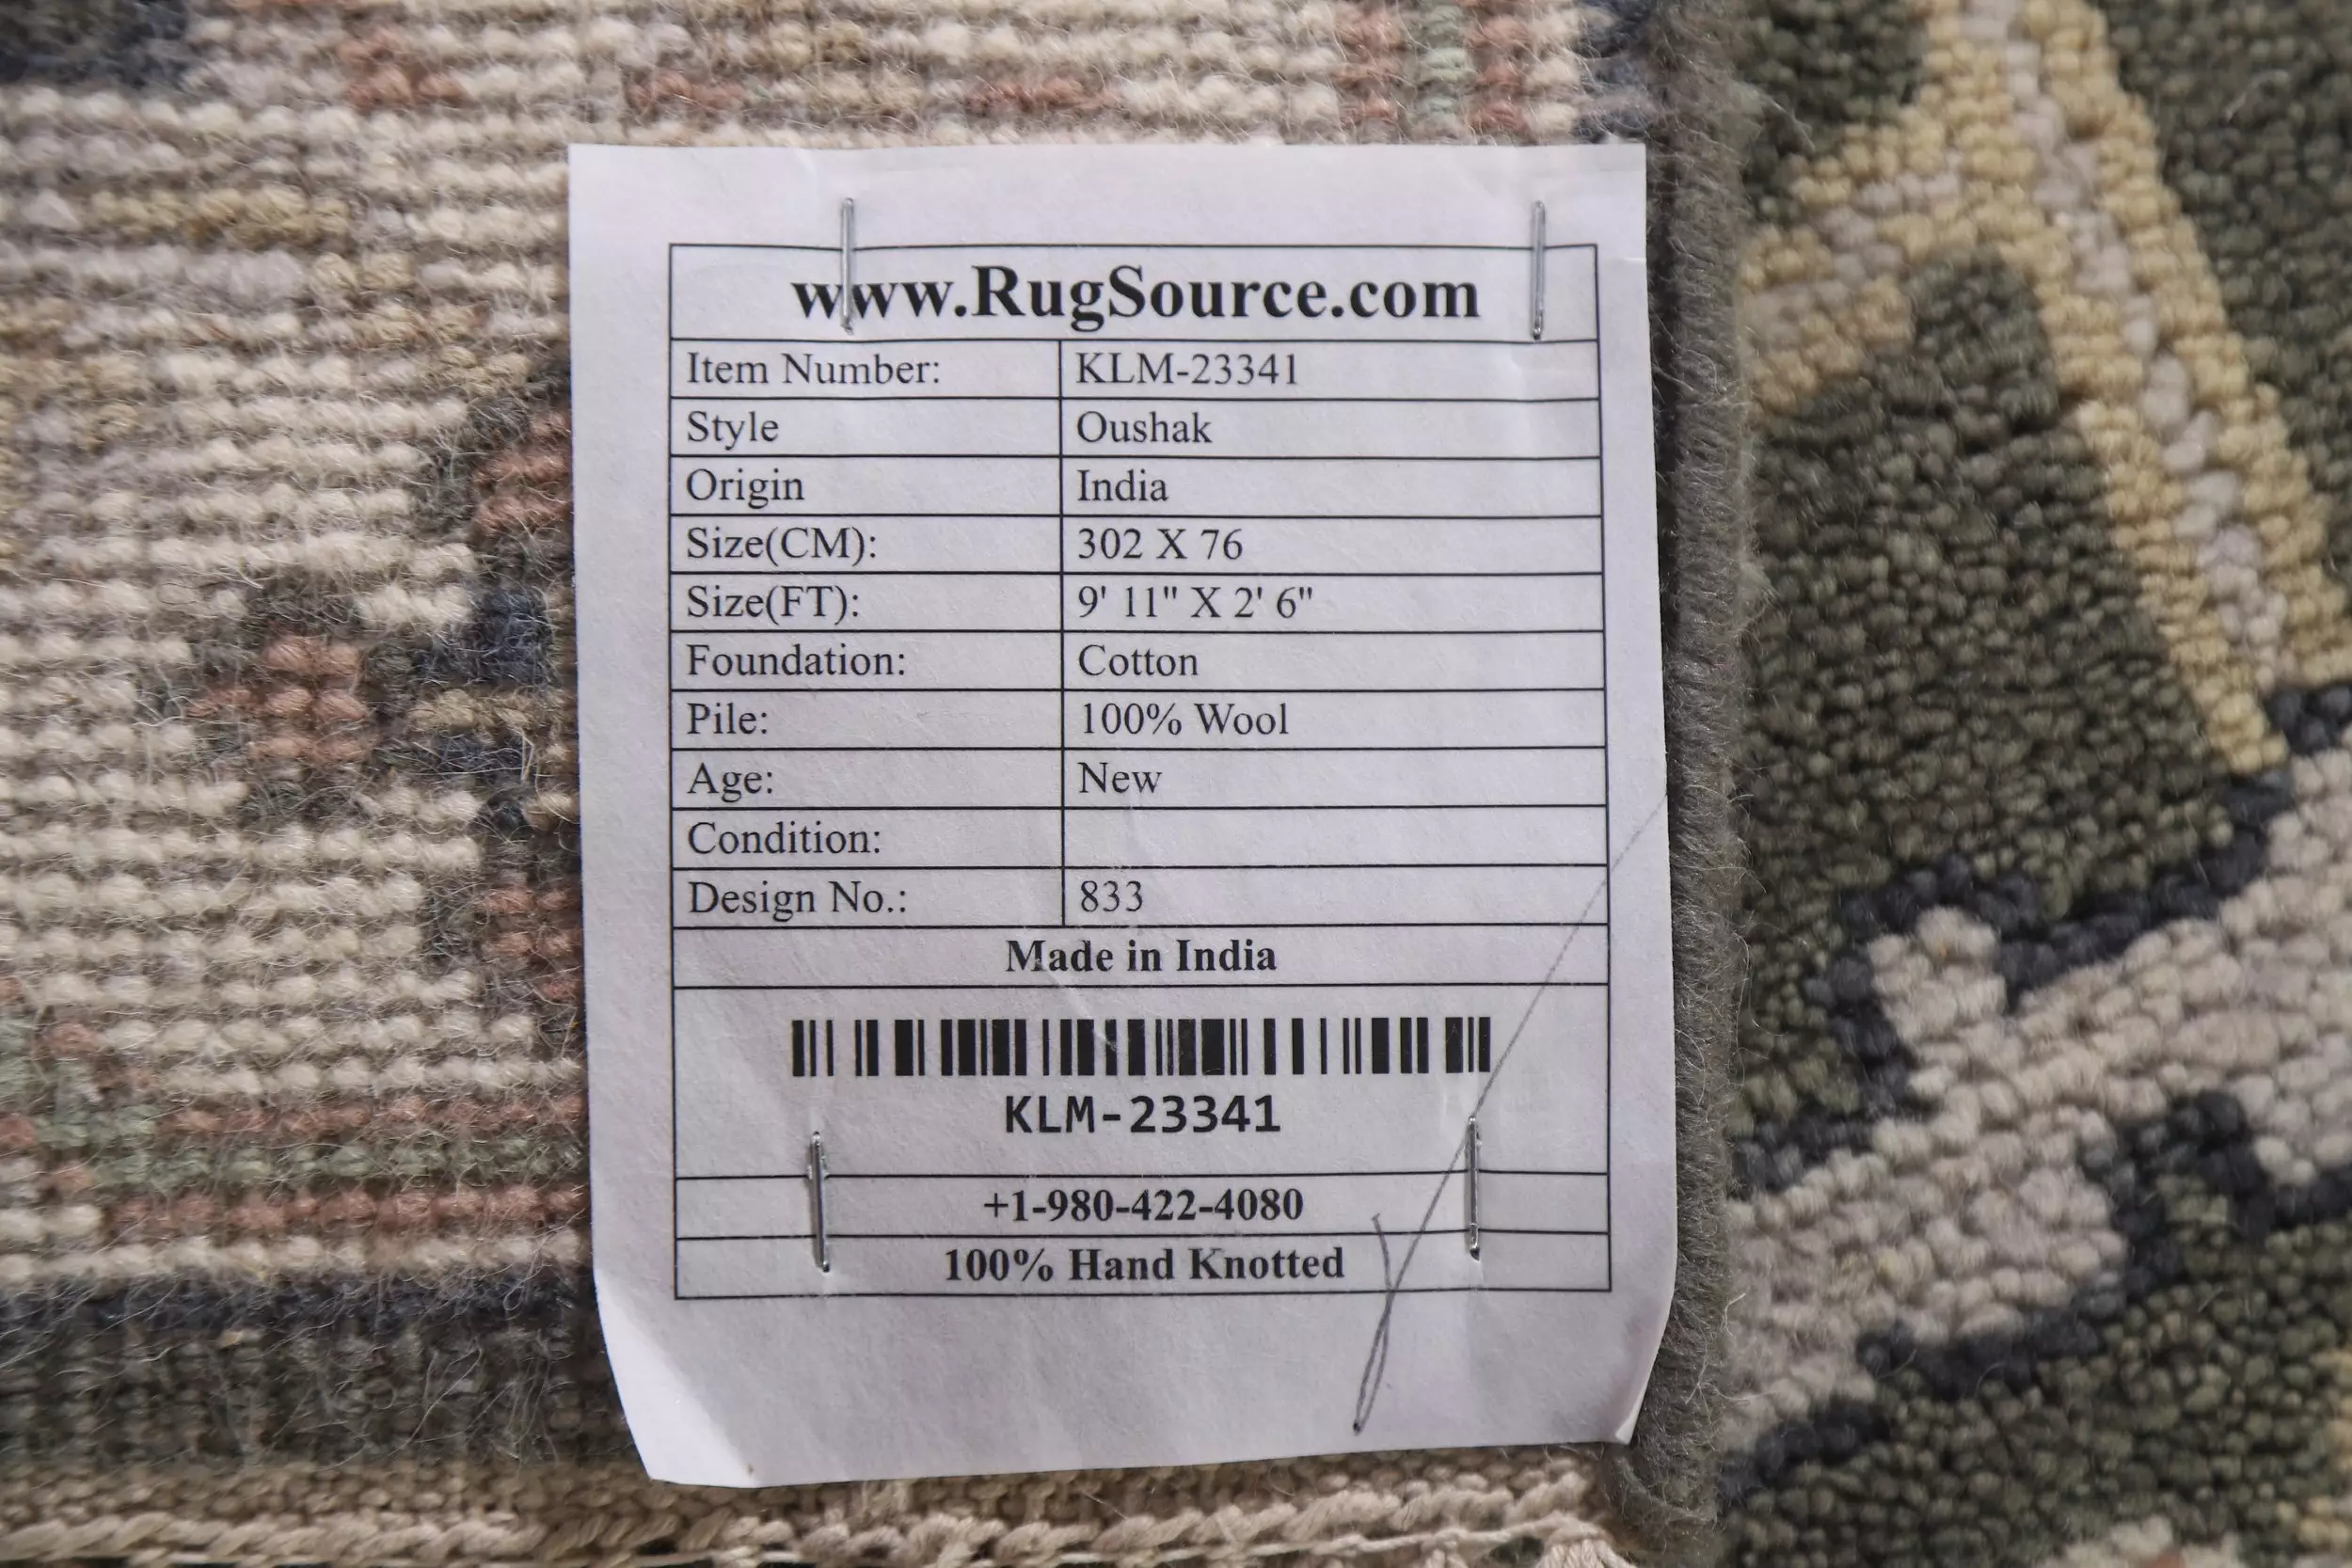 www.RugSource.com
Item Number: KLM-23341
Style Oushak
Origin India
Size(CM): 302 X 76
Size(FT): 9' 11" X 2' 6"
Foundation: Cotton
Pile: 100% Wool
Age: New
Condition:
Design No.: 833
Made in India
KLM-23341
+1-980-422-4080
100% Hand Knotted